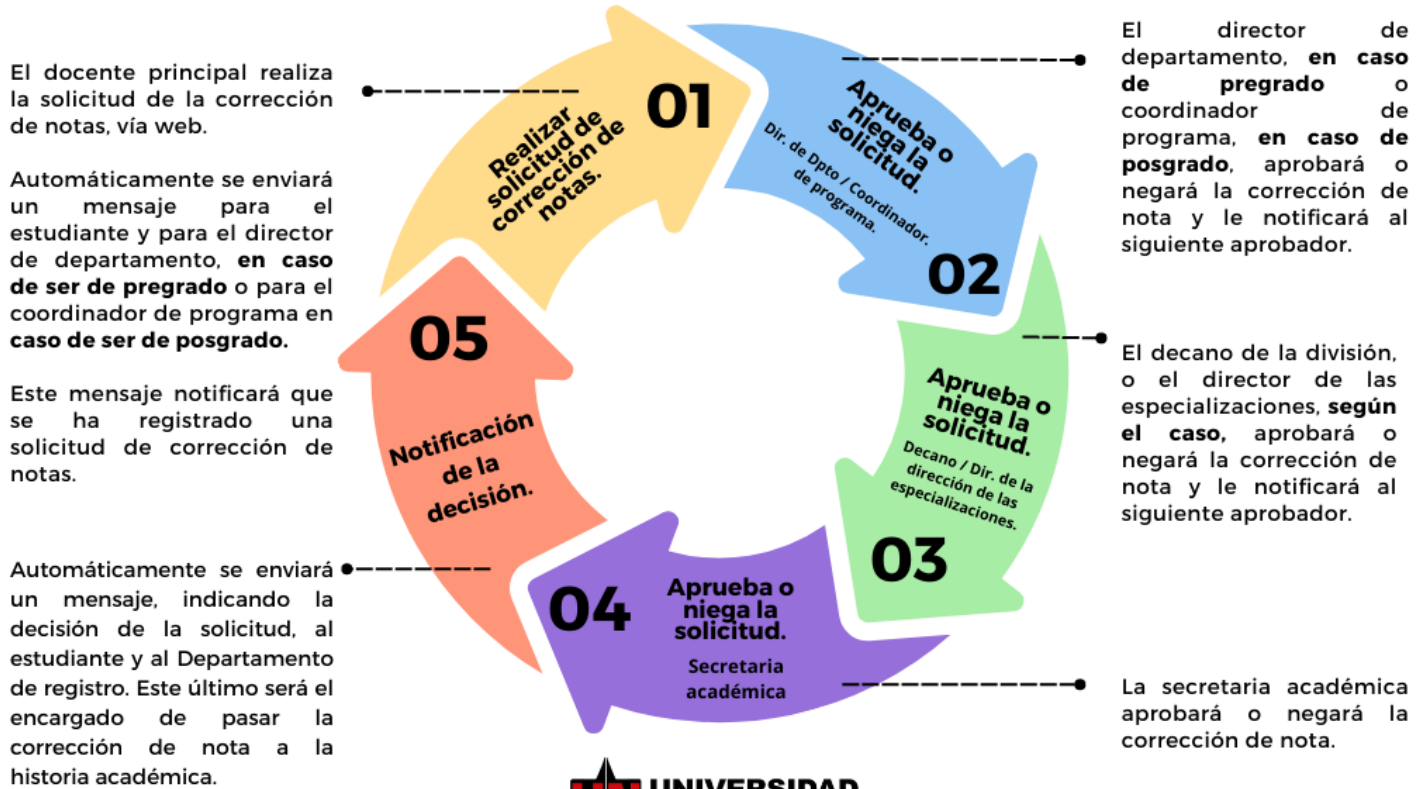 El docente principal realiza
la solicitud de la corrección
de notas, vía web.
Automáticamente se enviará
un mensaje para el
estudiante y para el director
de departamento, en caso
de ser de pregrado o para el
coordinador de programa en
caso de ser de posgrado.
Este mensaje notificará que
se ha registrado una
solicitud de corrección de
notas.
01
Realizar
solicitud de
corrección de
notas.
Aprueba o
niega la
solicitud.
Dir. de Dpto / Coordinador.
de programa.
02
El director de
departamento, en caso
de pregrado o
coordinador de
programa, en caso de
posgrado, aprobará o
negará la corrección de
nota y le notificará al
siguiente aprobador.
Aprueba o
niega la
solicitud.
Decano / Dir. de la
dirección de las
especializaciones.
03
El decano de la división,
o el director de las
especializaciones, según
el caso, aprobará o
negará la corrección de
nota y le notificará al
siguiente aprobador.
04
Aprueba o
niega la
solicitud.
Secretaria
académica
La secretaria académica
aprobará o negará la
corrección de nota.
05
Notificación
de la
decisión.
Automáticamente se enviará
un mensaje, indicando la
decisión de la solicitud, al
estudiante y al Departamento
de registro. Este último será el
encargado de pasar la
corrección de nota a la
historia académica.
UNIVERSIDAD